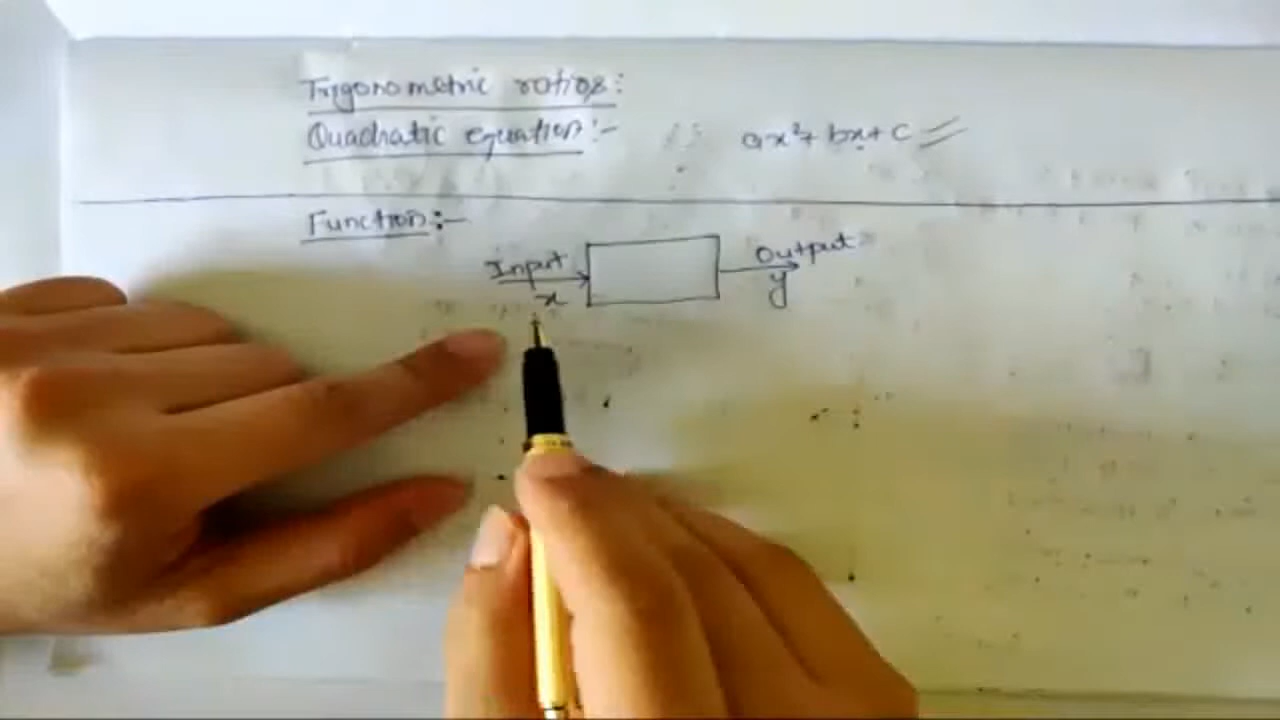 Trigonometric ratios:
Quadratic equation:- ax²+bx+c
Function:-
Input Output
x y